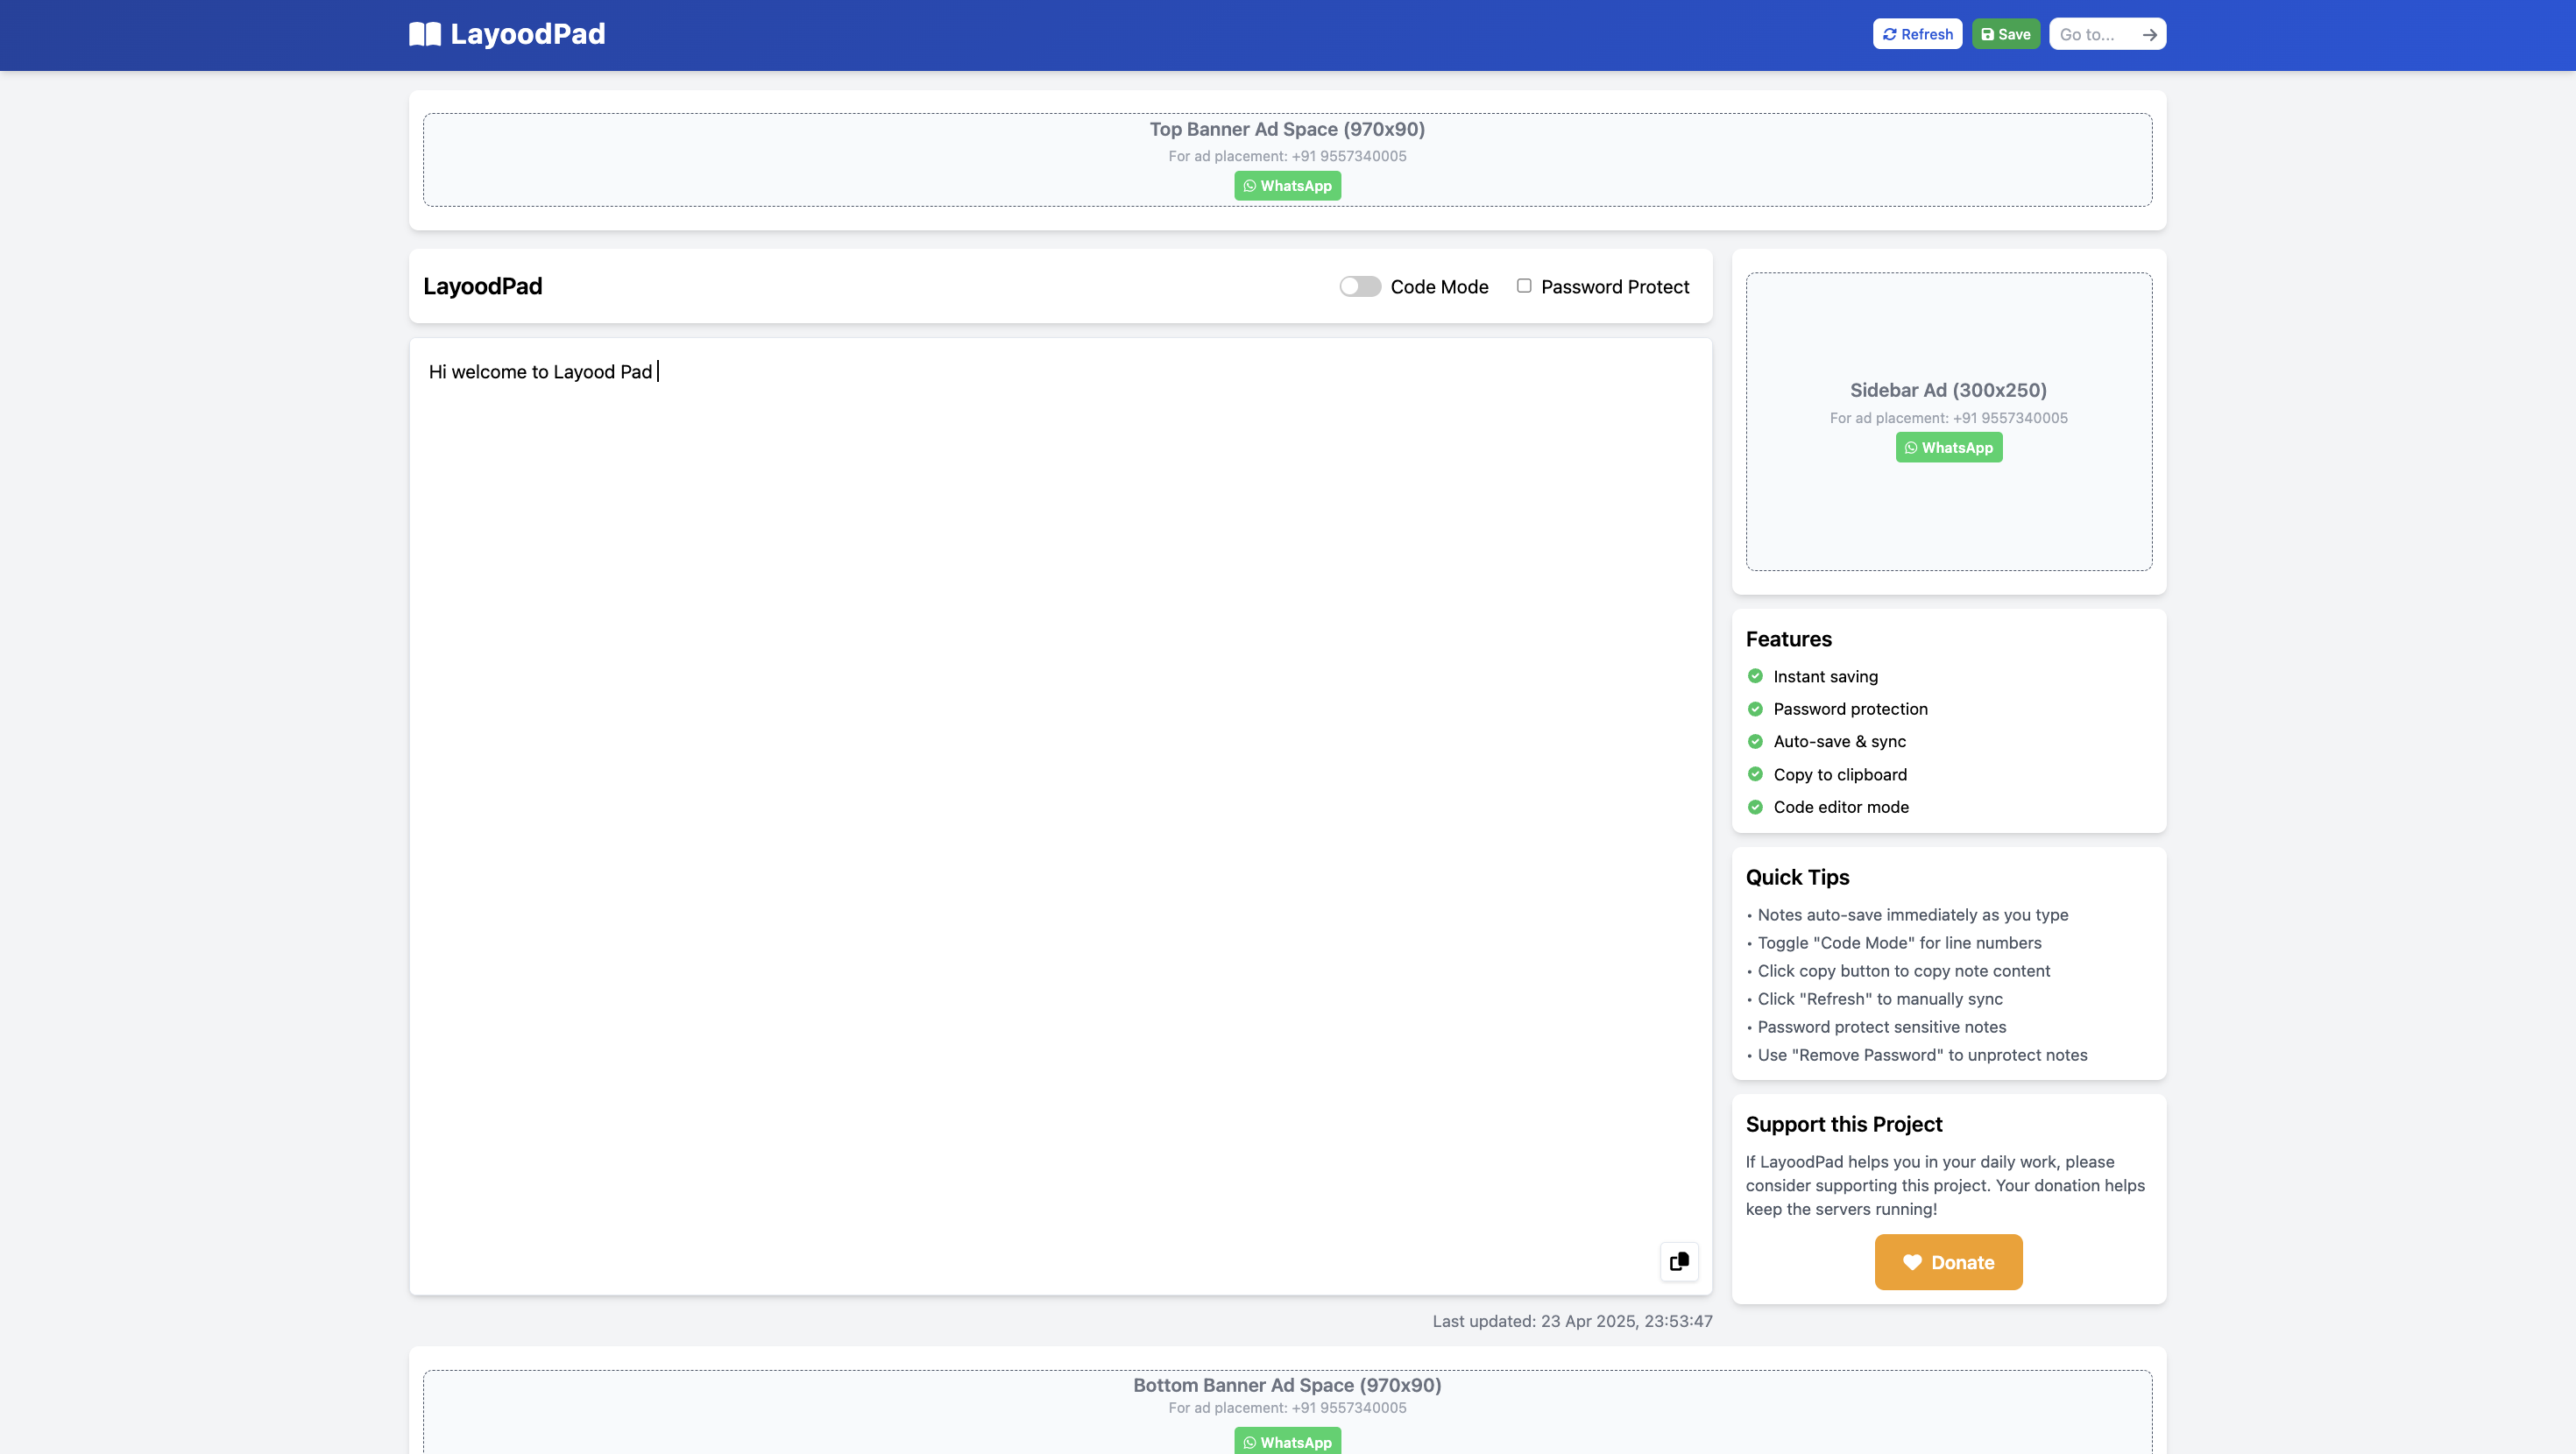 LayoodPad
Refresh
Save
Go to...
Top Banner Ad Space (970x90)
For ad placement: +91 9557340005
WhatsApp
LayoodPad
Code Mode
Password Protect
Hi welcome to Layood Pad
Last updated: 23 Apr 2025, 23:53:47
Sidebar Ad (300x250)
For ad placement: +91 9557340005
WhatsApp
Features
Instant saving
Password protection
Auto-save & sync
Copy to clipboard
Code editor mode
Quick Tips
• Notes auto-save immediately as you type
• Toggle "Code Mode" for line numbers
• Click copy button to copy note content
• Click "Refresh" to manually sync
• Password protect sensitive notes
• Use "Remove Password" to unprotect notes
Support this Project
If LayoodPad helps you in your daily work, please
consider supporting this project. Your donation helps
keep the servers running!
Donate
Bottom Banner Ad Space (970x90)
For ad placement: +91 9557340005
WhatsApp